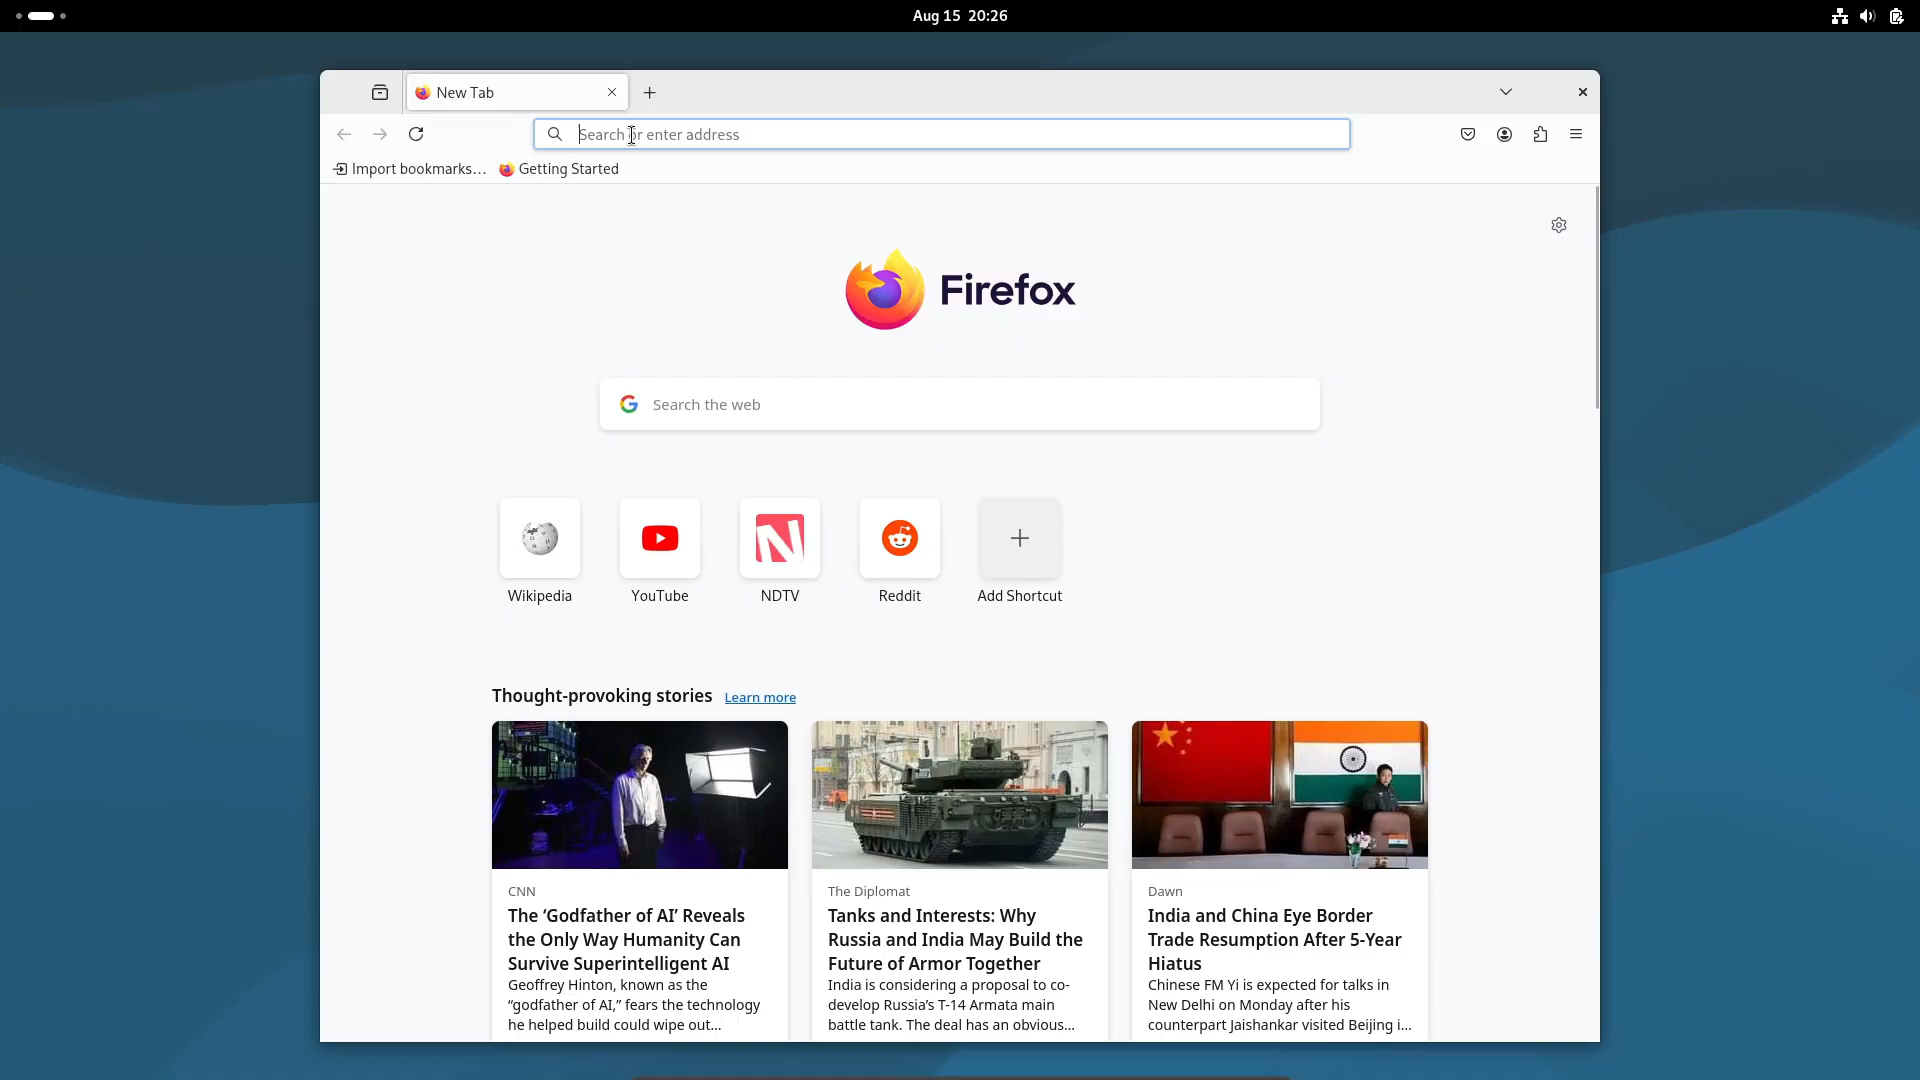 Aug 15 20:26
New Tab
Search or enter address
Import bookmarks…
Getting Started
Firefox
Search the web
Wikipedia
YouTube
NDTV
Reddit
Add Shortcut
Thought-provoking stories Learn more
CNN
The ‘Godfather of AI’ Reveals
the Only Way Humanity Can
Survive Superintelligent AI
Geoffrey Hinton, known as the
“godfather of AI,” fears the technology
he helped build could wipe out…
The Diplomat
Tanks and Interests: Why
Russia and India May Build the
Future of Armor Together
India is considering a proposal to co-
develop Russia’s T-14 Armata main
battle tank. The deal has an obvious…
Dawn
India and China Eye Border
Trade Resumption After 5-Year
Hiatus
Chinese FM Yi is expected for talks in
New Delhi on Monday after his
counterpart Jaishankar visited Beijing i…